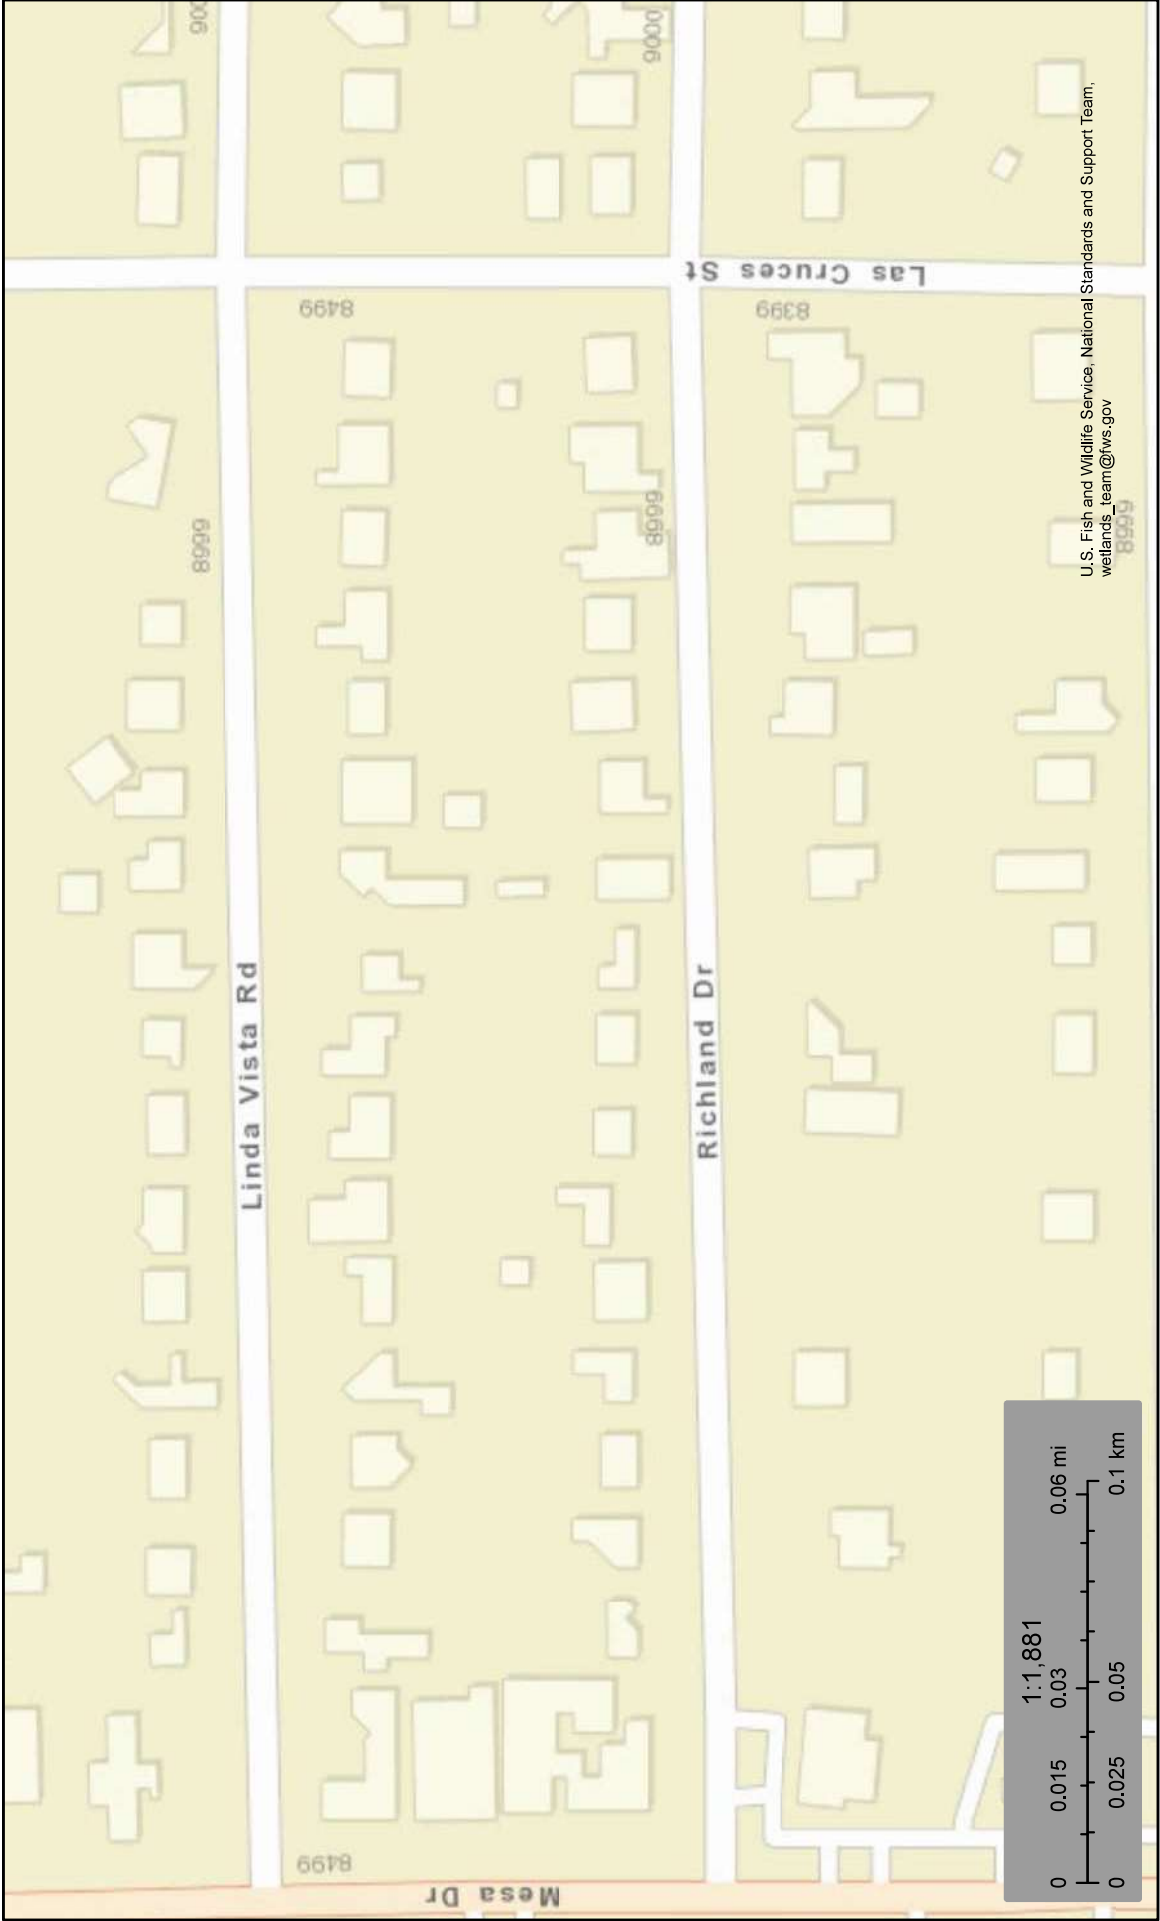 9000
Las Cruces St
8499
8399
8999
8999
8999
U.S. Fish and Wildlife Service, National Standards and Support Team,
wetlands_team@fws.gov
Linda Vista Rd
Richland Dr
1:1,881
0 0.015 0.03 0.06 mi
0 0.025 0.05 0.1 km
8499
Mesa Dr